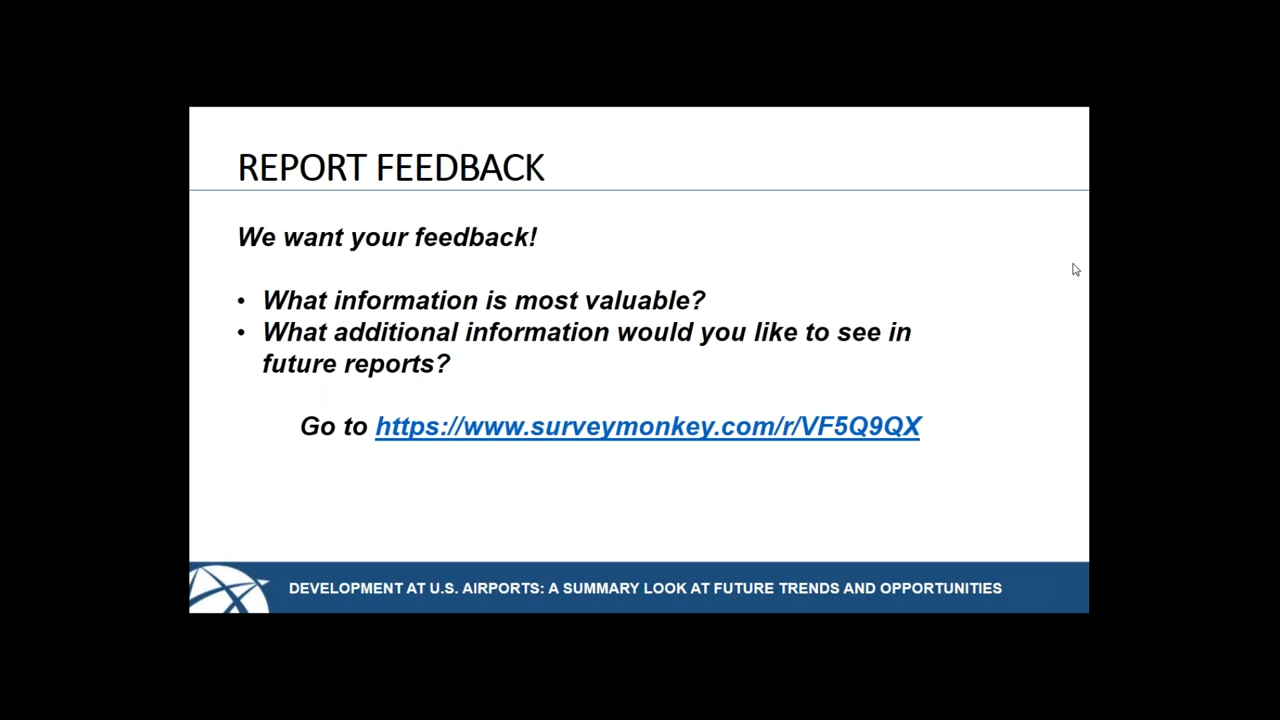 REPORT FEEDBACK
We want your feedback!
• What information is most valuable?
• What additional information would you like to see in
future reports?
Go to https://www.surveymonkey.com/r/VF5Q9QX
DEVELOPMENT AT U.S. AIRPORTS: A SUMMARY LOOK AT FUTURE TRENDS AND OPPORTUNITIES